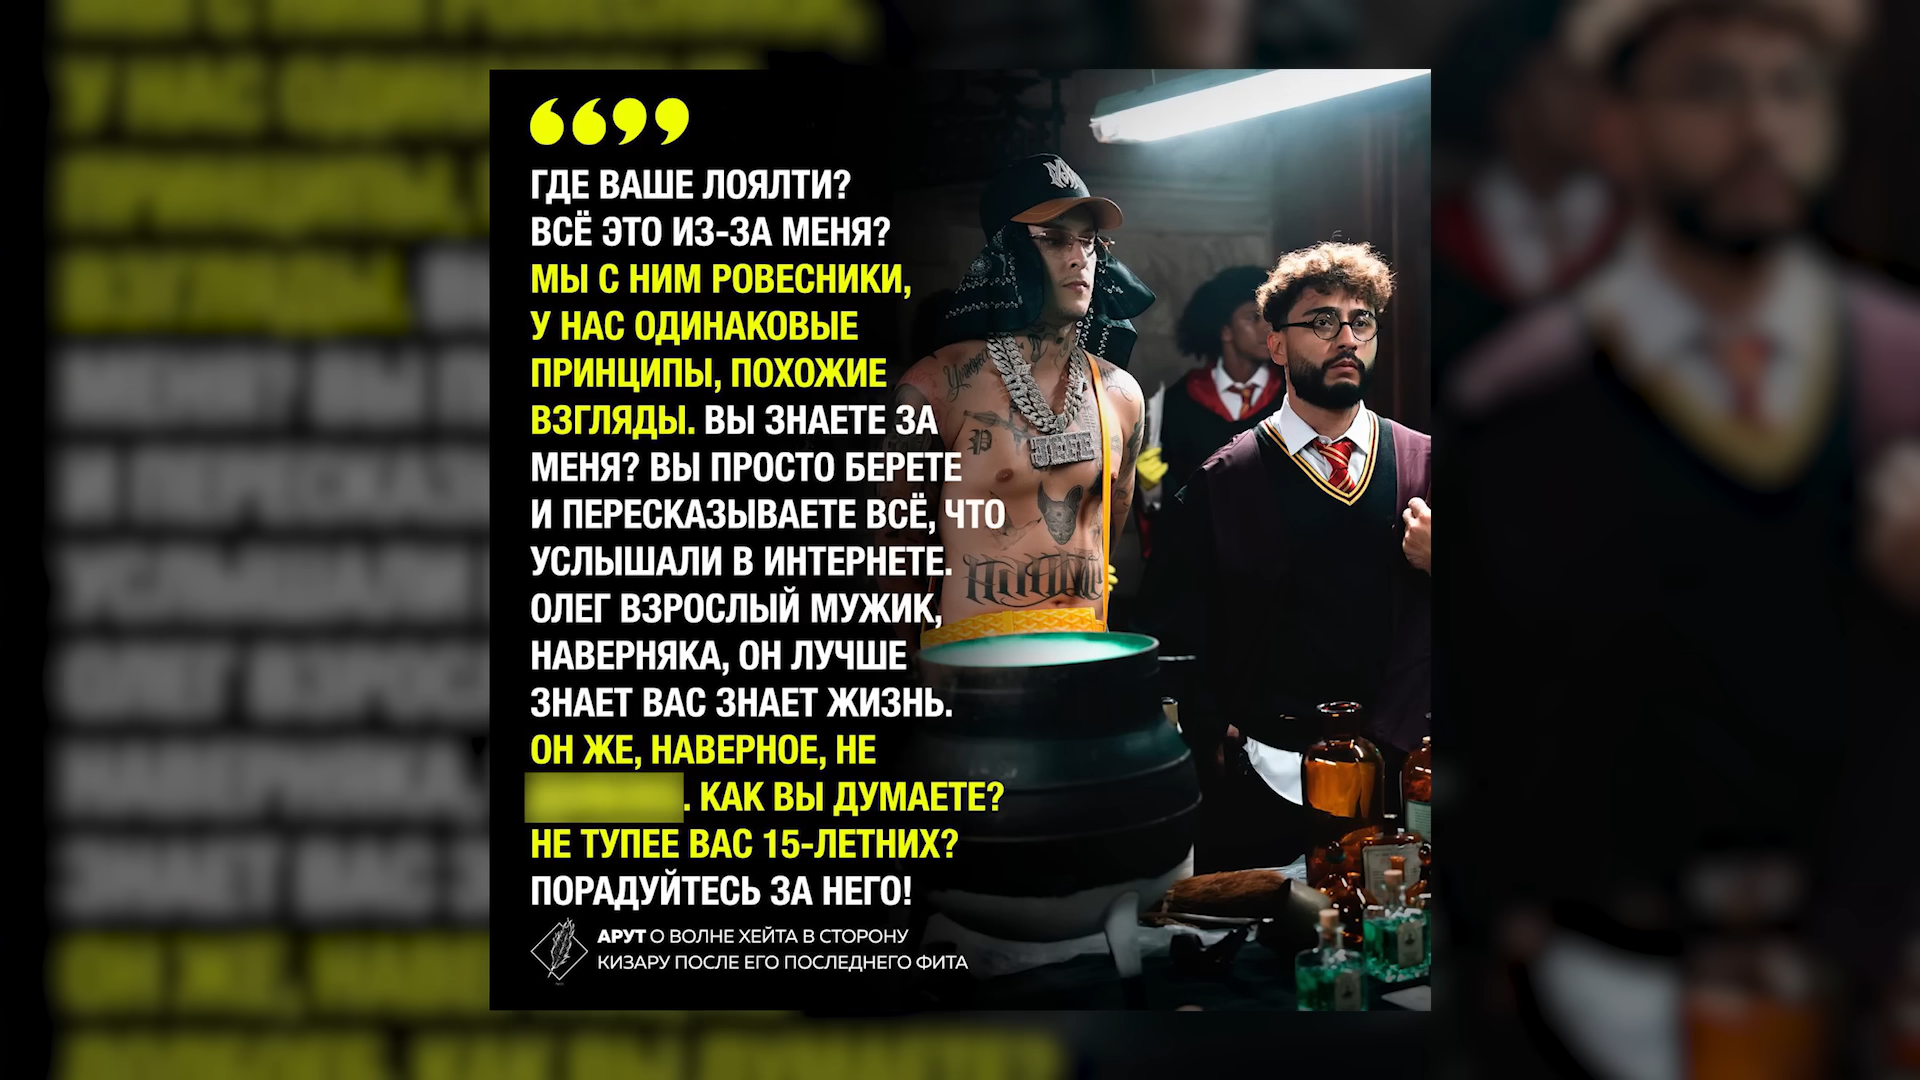 ГДЕ ВАШЕ ЛОЯЛТИ?
ВСЁ ЭТО ИЗ-ЗА МЕНЯ?
МЫ С НИМ РОВЕСНИКИ,
У НАС ОДИНАКОВЫЕ
ПРИНЦИПЫ, ПОХОЖИЕ
ВЗГЛЯДЫ. ВЫ ЗНАЕТЕ ЗА
МЕНЯ? ВЫ ПРОСТО БЕРЕТЕ
И ПЕРЕСКАЗЫВАЕТЕ ВСЁ, ЧТО
УСЛЫШАЛИ В ИНТЕРНЕТЕ.
ОЛЕГ ВЗРОСЛЫЙ МУЖИК,
НАВЕРНЯКА, ОН ЛУЧШЕ
ЗНАЕТ ВАС ЗНАЕТ ЖИЗНЬ.
ОН ЖЕ, НАВЕРНОЕ, НЕ
. КАК ВЫ ДУМАЕТЕ?
НЕ ТУПЕЕ ВАС 15-ЛЕТНИХ?
ПОРАДУЙТЕСЬ ЗА НЕГО!
АРУТ О ВОЛНЕ ХЕЙТА В СТОРОНУ
КИЗАРУ ПОСЛЕ ЕГО ПОСЛЕДНЕГО ФИТА
JEFE